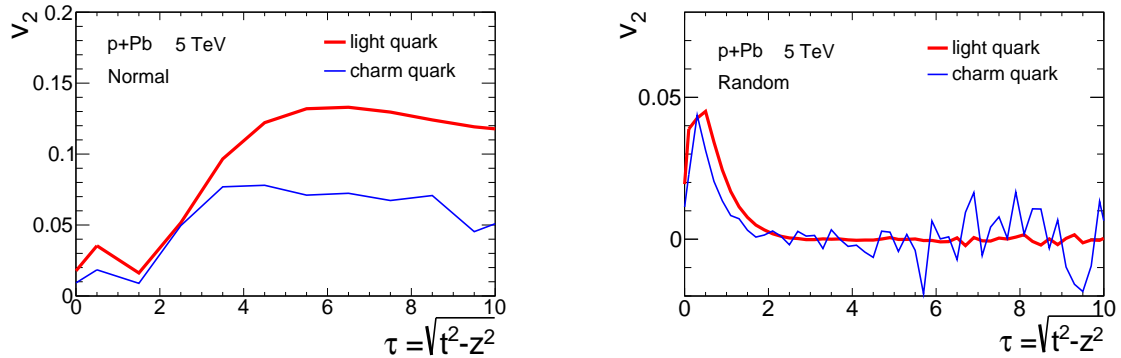 v₂
0.2
p+Pb 5 TeV
light quark
charm quark
Normal
0.15
0.1
0.05
0
0 2 4 6 8 10
τ =√t²-z²
v₂
p+Pb 5 TeV
light quark
charm quark
Random
0.05
0
0 2 4 6 8 10
τ =√t²-z²